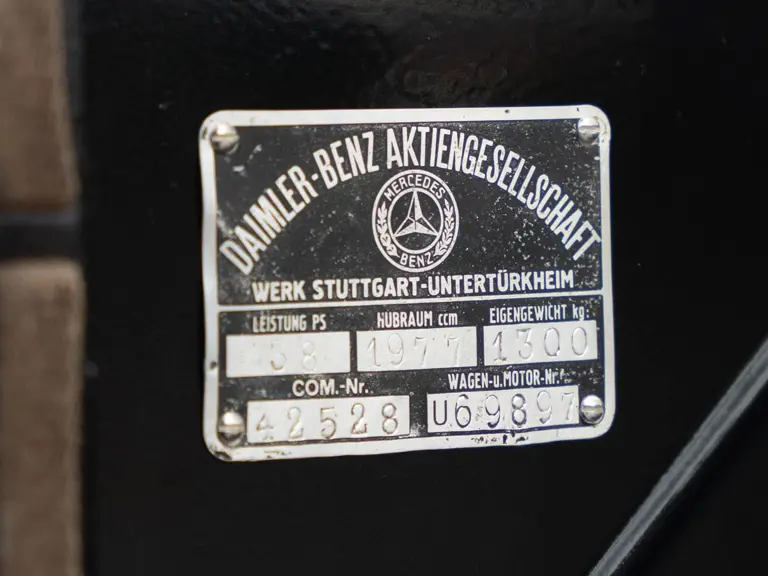 DAIMLER-BENZ AKTIENGESELLSCHAFT
MERCEDES
BENZ
WERK STUTTGART-UNTERTÜRKHEIM
LEISTUNG PS HUBRAUM ccm EIGENGEWICHT kg:
38 1977 1300
COM.-Nr. WAGEN-u.MOTOR-Nr.
42528 U69897